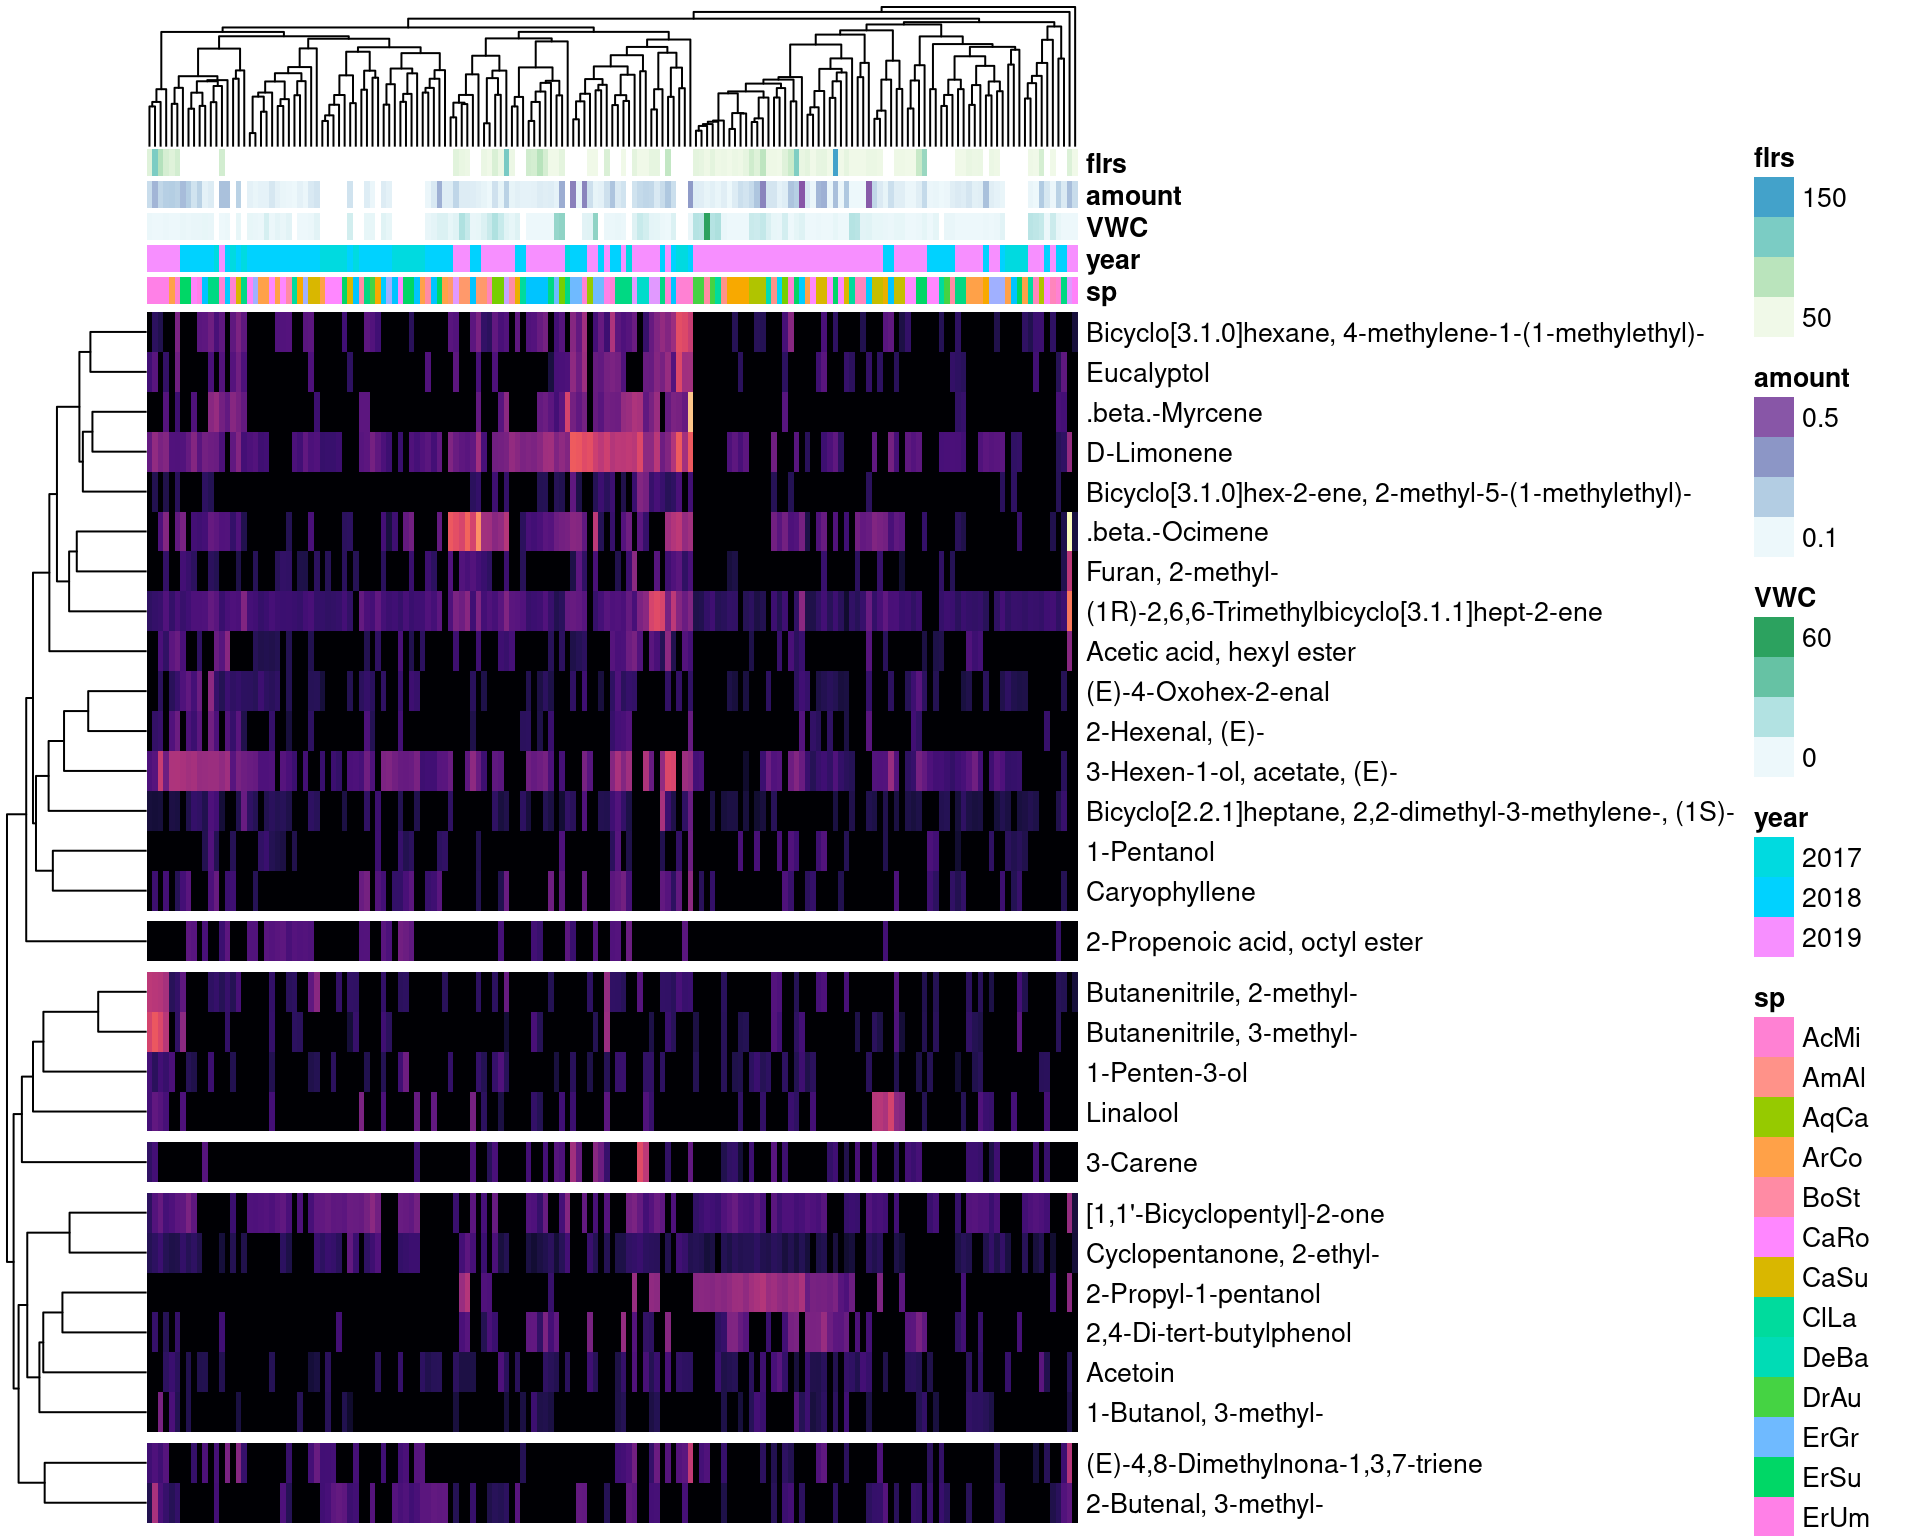 flrs
amount
VWC
year
sp
Bicyclo[3.1.0]hexane, 4-methylene-1-(1-methylethyl)-
Eucalyptol
.beta.-Myrcene
D-Limonene
Bicyclo[3.1.0]hex-2-ene, 2-methyl-5-(1-methylethyl)-
.beta.-Ocimene
Furan, 2-methyl-
(1R)-2,6,6-Trimethylbicyclo[3.1.1]hept-2-ene
Acetic acid, hexyl ester
(E)-4-Oxohex-2-enal
2-Hexenal, (E)-
3-Hexen-1-ol, acetate, (E)-
Bicyclo[2.2.1]heptane, 2,2-dimethyl-3-methylene-, (1S)-
1-Pentanol
Caryophyllene
2-Propenoic acid, octyl ester
Butanenitrile, 2-methyl-
Butanenitrile, 3-methyl-
1-Penten-3-ol
Linalool
3-Carene
[1,1'-Bicyclopentyl]-2-one
Cyclopentanone, 2-ethyl-
2-Propyl-1-pentanol
2,4-Di-tert-butylphenol
Acetoin
1-Butanol, 3-methyl-
(E)-4,8-Dimethylnona-1,3,7-triene
2-Butenal, 3-methyl-
flrs
150
50
amount
0.5
0.1
VWC
60
0
year
2017
2018
2019
sp
AcMi
AmAl
AqCa
ArCo
BoSt
CaRo
CaSu
ClLa
DeBa
DrAu
ErGr
ErSu
ErUm